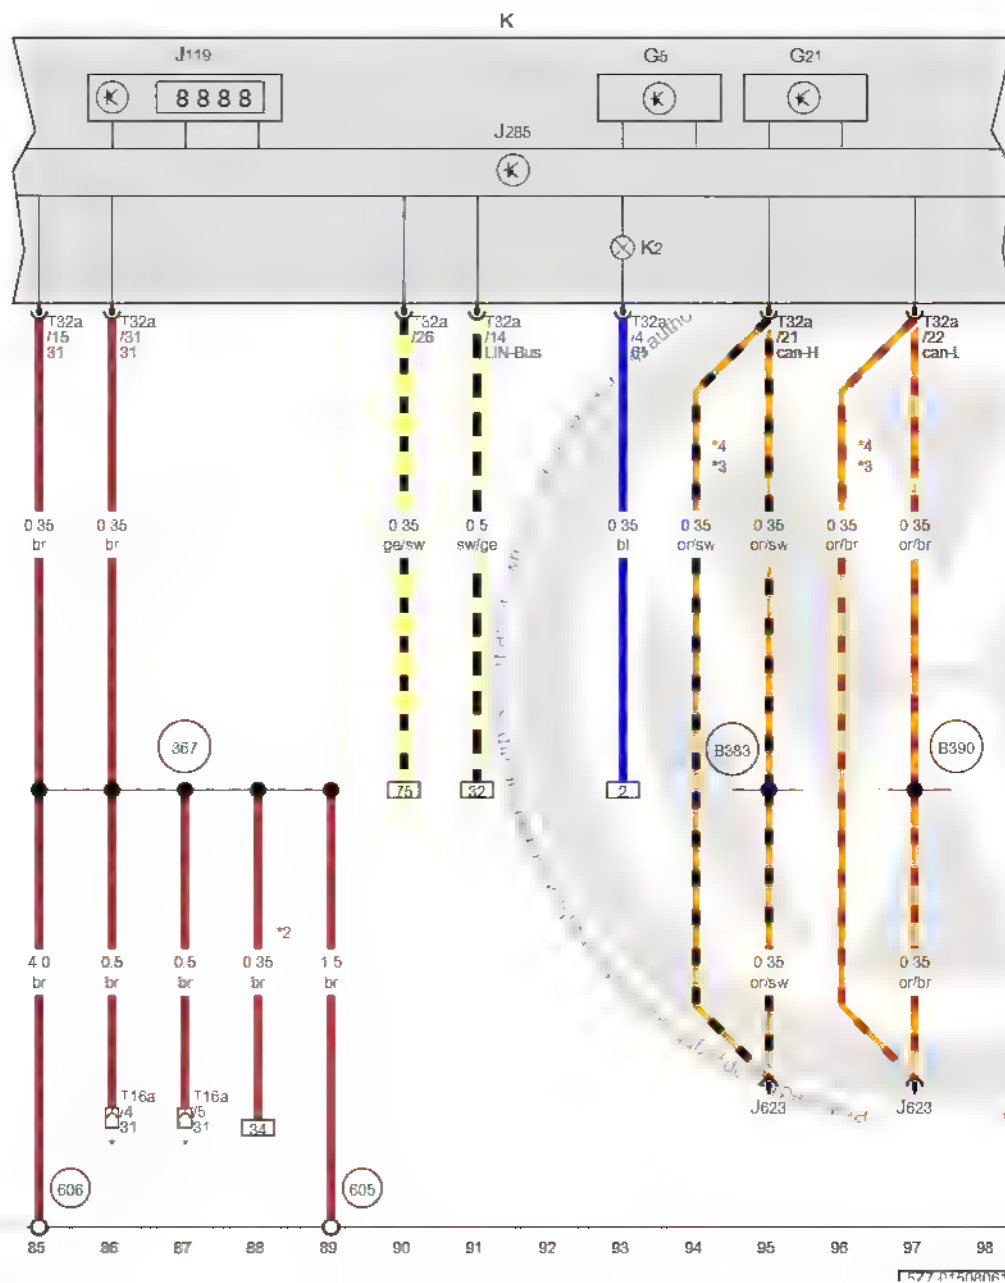 K
J119
G5
G21
8888
J285
K2
T32a
/15
31
T32a
/31
31
T32a
/26
T32a
/14
LIN-Bus
T32a
/4
T32a
/21
can-H
T32a
/22
can-L
*4
*3
*4
*3
0.35
br
0.35
br
0.35
ge/sw
0.5
sw/ge
0.35
bl
0.35
or/sw
0.35
or/sw
0.35
or/br
0.35
or/br
367
B383
B390
75
32
2
*2
4.0
br
0.5
br
0.5
br
0.35
br
1.5
br
0.35
or/sw
0.35
or/br
T16a
/4
31
*
T16a
/5
31
*
34
J623
J623
606
605
85 86 87 88 89 90 91 92 93 94 95 96 97 98